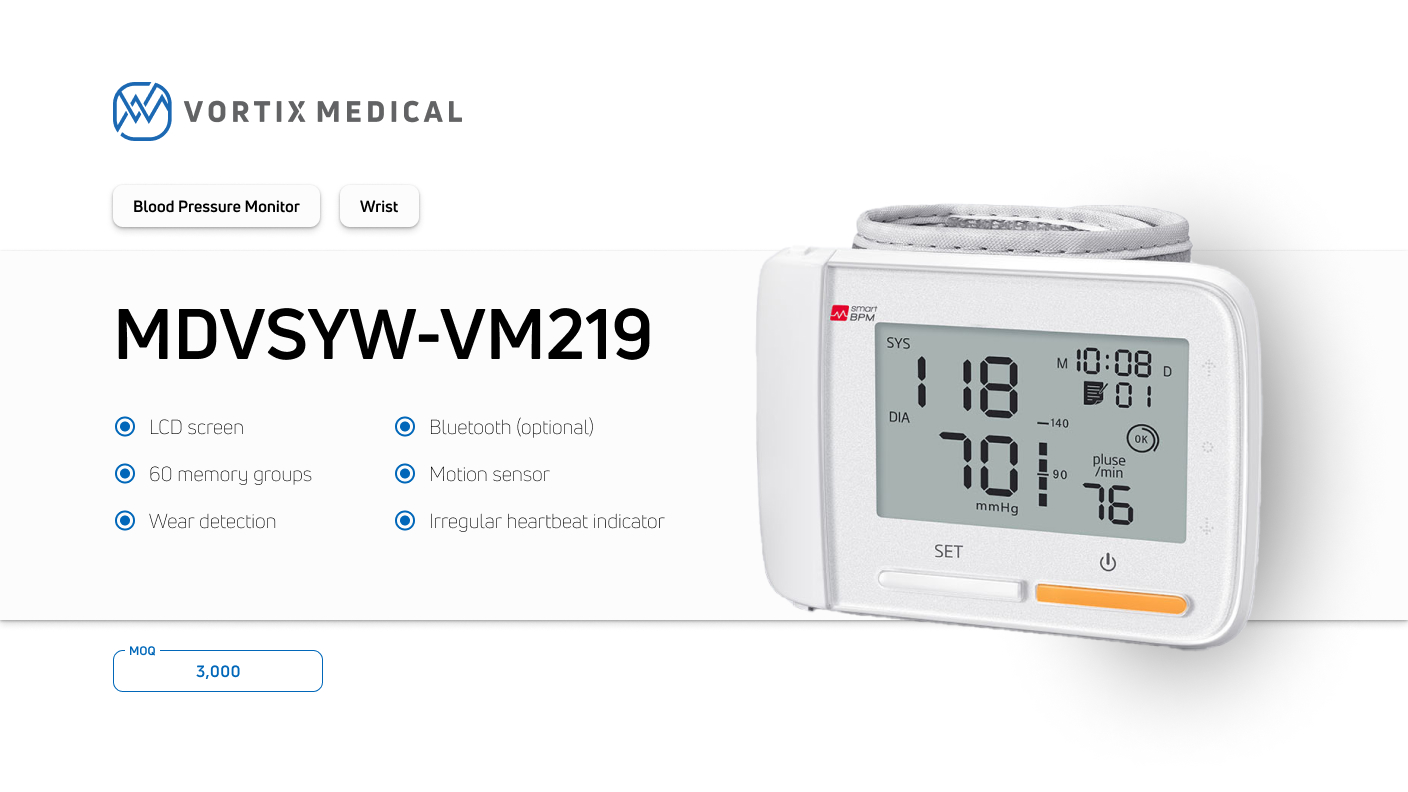 VORTIX MEDICAL
Blood Pressure Monitor
Wrist
MDVSYW-VM219
LCD screen
Bluetooth (optional)
60 memory groups
Motion sensor
Wear detection
Irregular heartbeat indicator
MOQ
3,000
smart
BPM
SYS
118
M 10:08 D
01
DIA
70
140
OK
90
pluse
/min
76
mmHg
SET